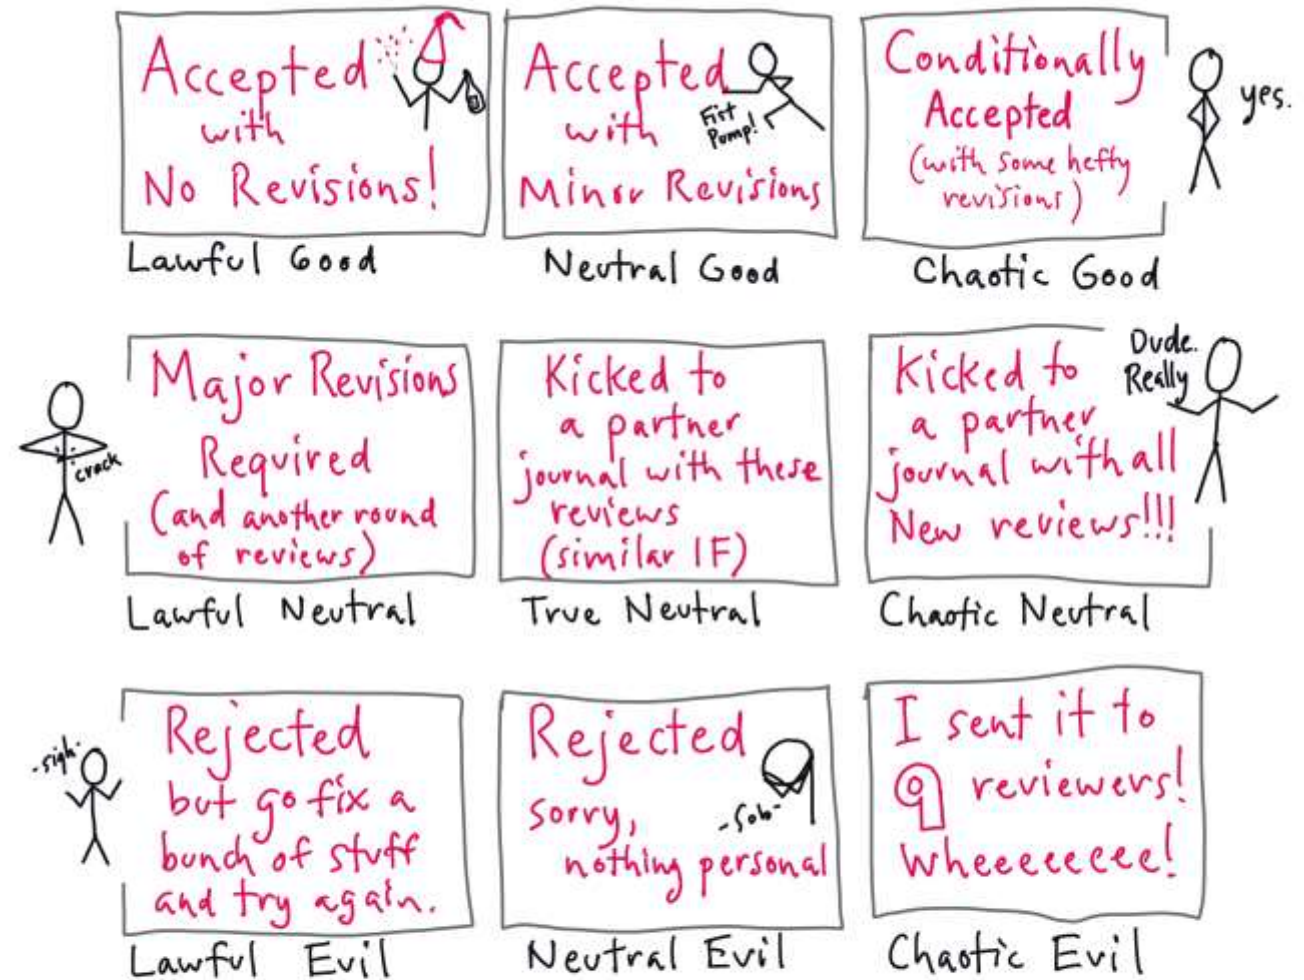 Accepted
with
No Revisions!
Lawful Good
Accepted
with
Minor Revisions
Fist
Pump!
Neutral Good
Conditionally
Accepted
(with some hefty
revisions)
yes.
Chaotic Good
Major Revisions
Required
(and another round
of reviews)
crack
Lawful Neutral
Kicked to
a partner
journal with these
reviews
(similar IF)
True Neutral
Kicked to
a partner
journal with all
New reviews!!!
Dude.
Really
Chaotic Neutral
-sigh-
Rejected
but go fix a
bunch of stuff
and try again.
Lawful Evil
Rejected
sorry,
nothing personal
-sob-
Neutral Evil
I sent it to
9 reviewers!
wheeeeeeee!
Chaotic Evil